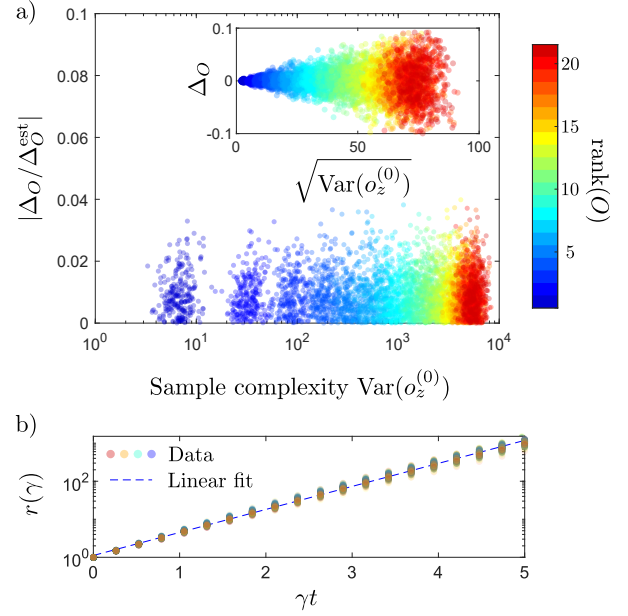 a)
0.1
0.08
0.06
0.04
0.02
0
|Δ_O/Δ_O^est|
10^0
10^1
10^2
10^3
10^4
Sample complexity Var(o_z^(0))
0.1
0
-0.1
Δ_O
0
50
100
√Var(o_z^(0))
20
15
10
5
rank(O)
b)
r(γ)
10^2
10^0
Data
Linear fit
0
1
2
3
4
5
γt